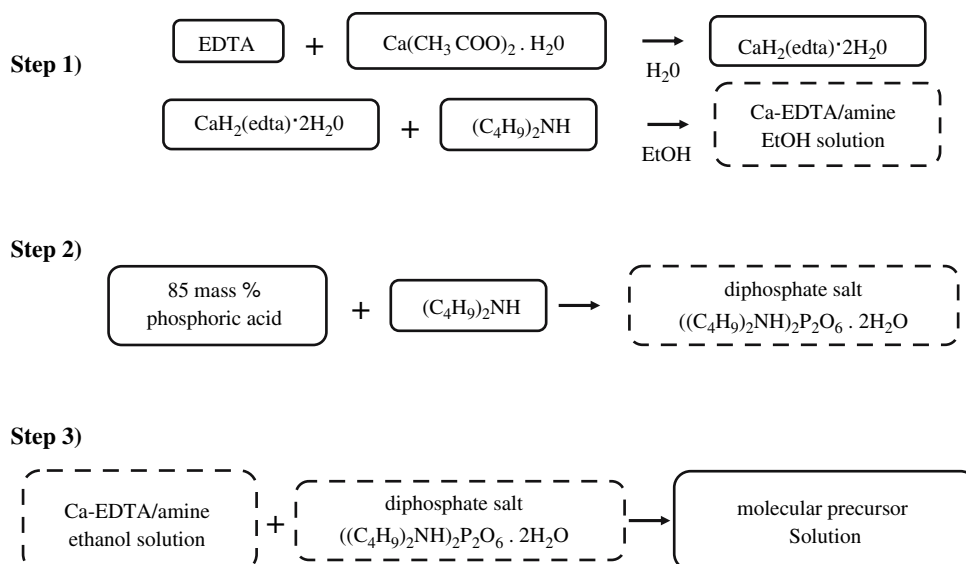 Step 1)
EDTA + Ca(CH₃ COO)₂ . H₂0 → H₂0 CaH₂(edta)·2H₂0
CaH₂(edta)·2H₂0 + (C₄H₉)₂NH → EtOH Ca-EDTA/amine
EtOH solution
Step 2)
85 mass %
phosphoric acid
+
(C₄H₉)₂NH
→
diphosphate salt
((C₄H₉)₂NH)₂P₂O₆ . 2H₂O
Step 3)
Ca-EDTA/amine
ethanol solution
+
diphosphate salt
((C₄H₉)₂NH)₂P₂O₆ . 2H₂O
→
molecular precursor
Solution